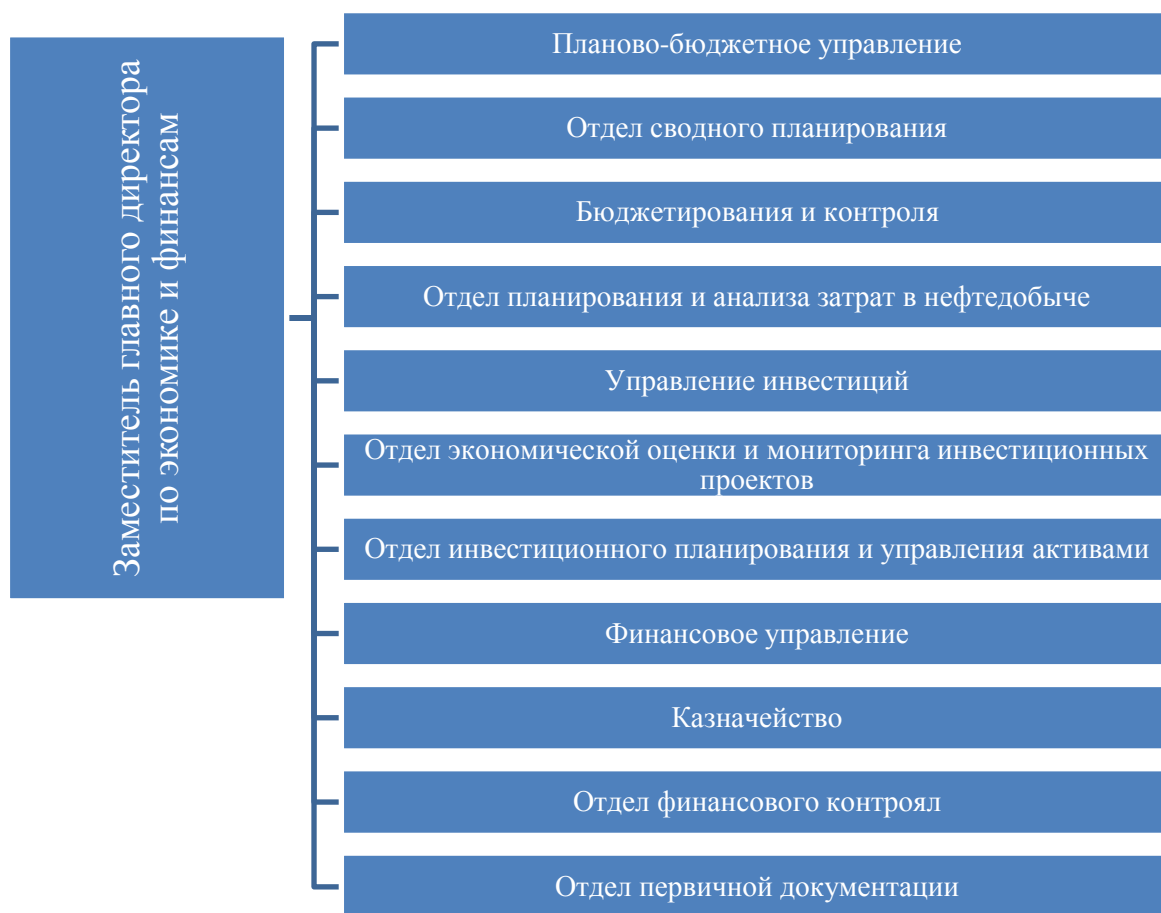 Заместитель главного директора
по экономике и финансам
Планово-бюджетное управление
Отдел сводного планирования
Бюджетирования и контроля
Отдел планирования и анализа затрат в нефтедобыче
Управление инвестиций
Отдел экономической оценки и мониторинга инвестиционных
проектов
Отдел инвестиционного планирования и управления активами
Финансовое управление
Казначейство
Отдел финансового контроял
Отдел первичной документации